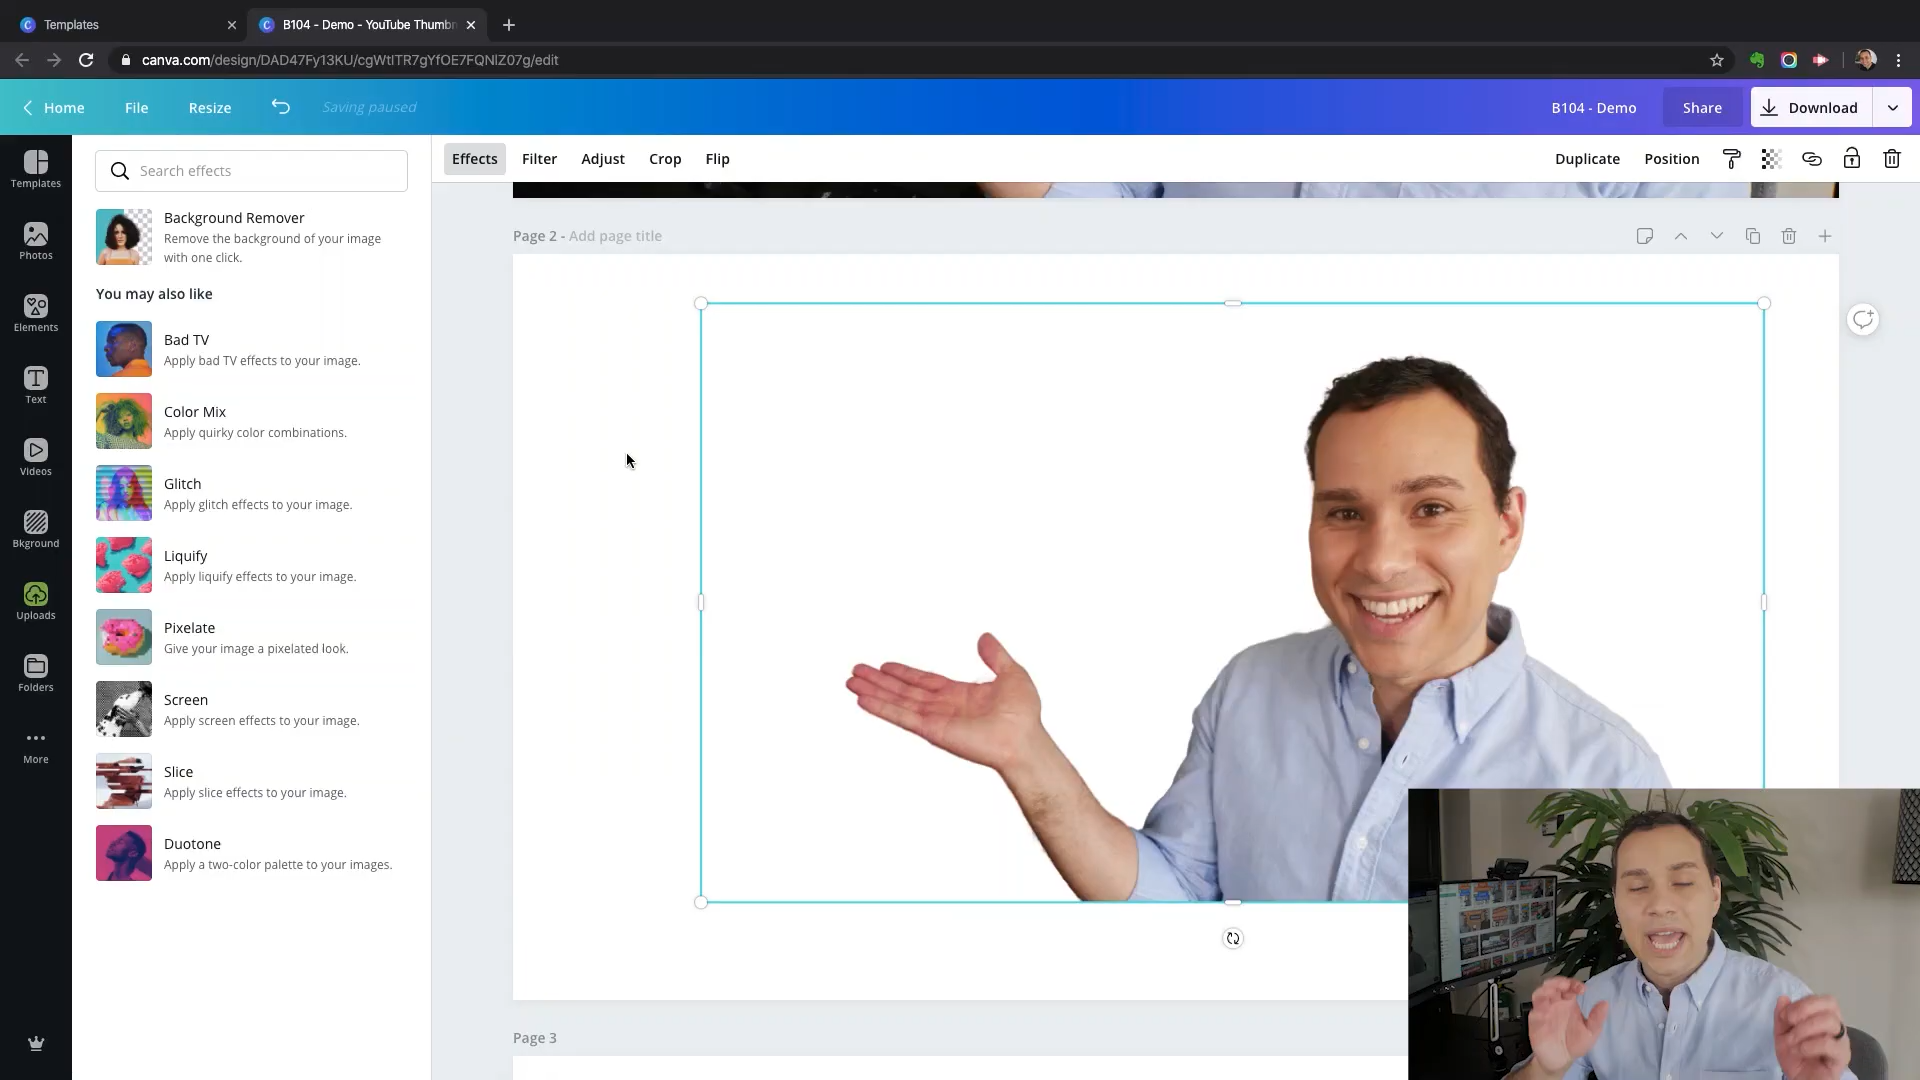 Templates
B104 - Demo - YouTube Thumbn
canva.com/design/DAD47Fy13KU/cgWtITR7gYfOE7FQNIZ07g/edit
Home File Resize Saving paused B104 - Demo Share Download
Effects Filter Adjust Crop Flip Duplicate Position
Templates
Photos
Elements
Text
Videos
Bkground
Uploads
Folders
More
Search effects
Background Remover
Remove the background of your image
with one click.
You may also like
Bad TV
Apply bad TV effects to your image.
Color Mix
Apply quirky color combinations.
Glitch
Apply glitch effects to your image.
Liquify
Apply liquify effects to your image.
Pixelate
Give your image a pixelated look.
Screen
Apply screen effects to your image.
Slice
Apply slice effects to your image.
Duotone
Apply a two-color palette to your images.
Page 2 - Add page title
Page 3